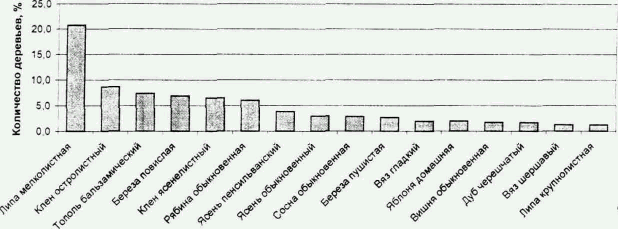 Количество деревьев, %
25,0
20,0
15,0
10,0
5,0
0,0
Липа мелколистная
Клен остролистный
Тополь бальзамический
Береза повислая
Клен ясенелистный
Рябина обыкновенная
Ясень пенсильванский
Ясень обыкновенный
Сосна обыкновенная
Береза пушистая
Вяз гладкий
Яблоня домашняя
Вишня обыкновенная
Дуб черешчатый
Вяз шершавый
Липа крупнолистная